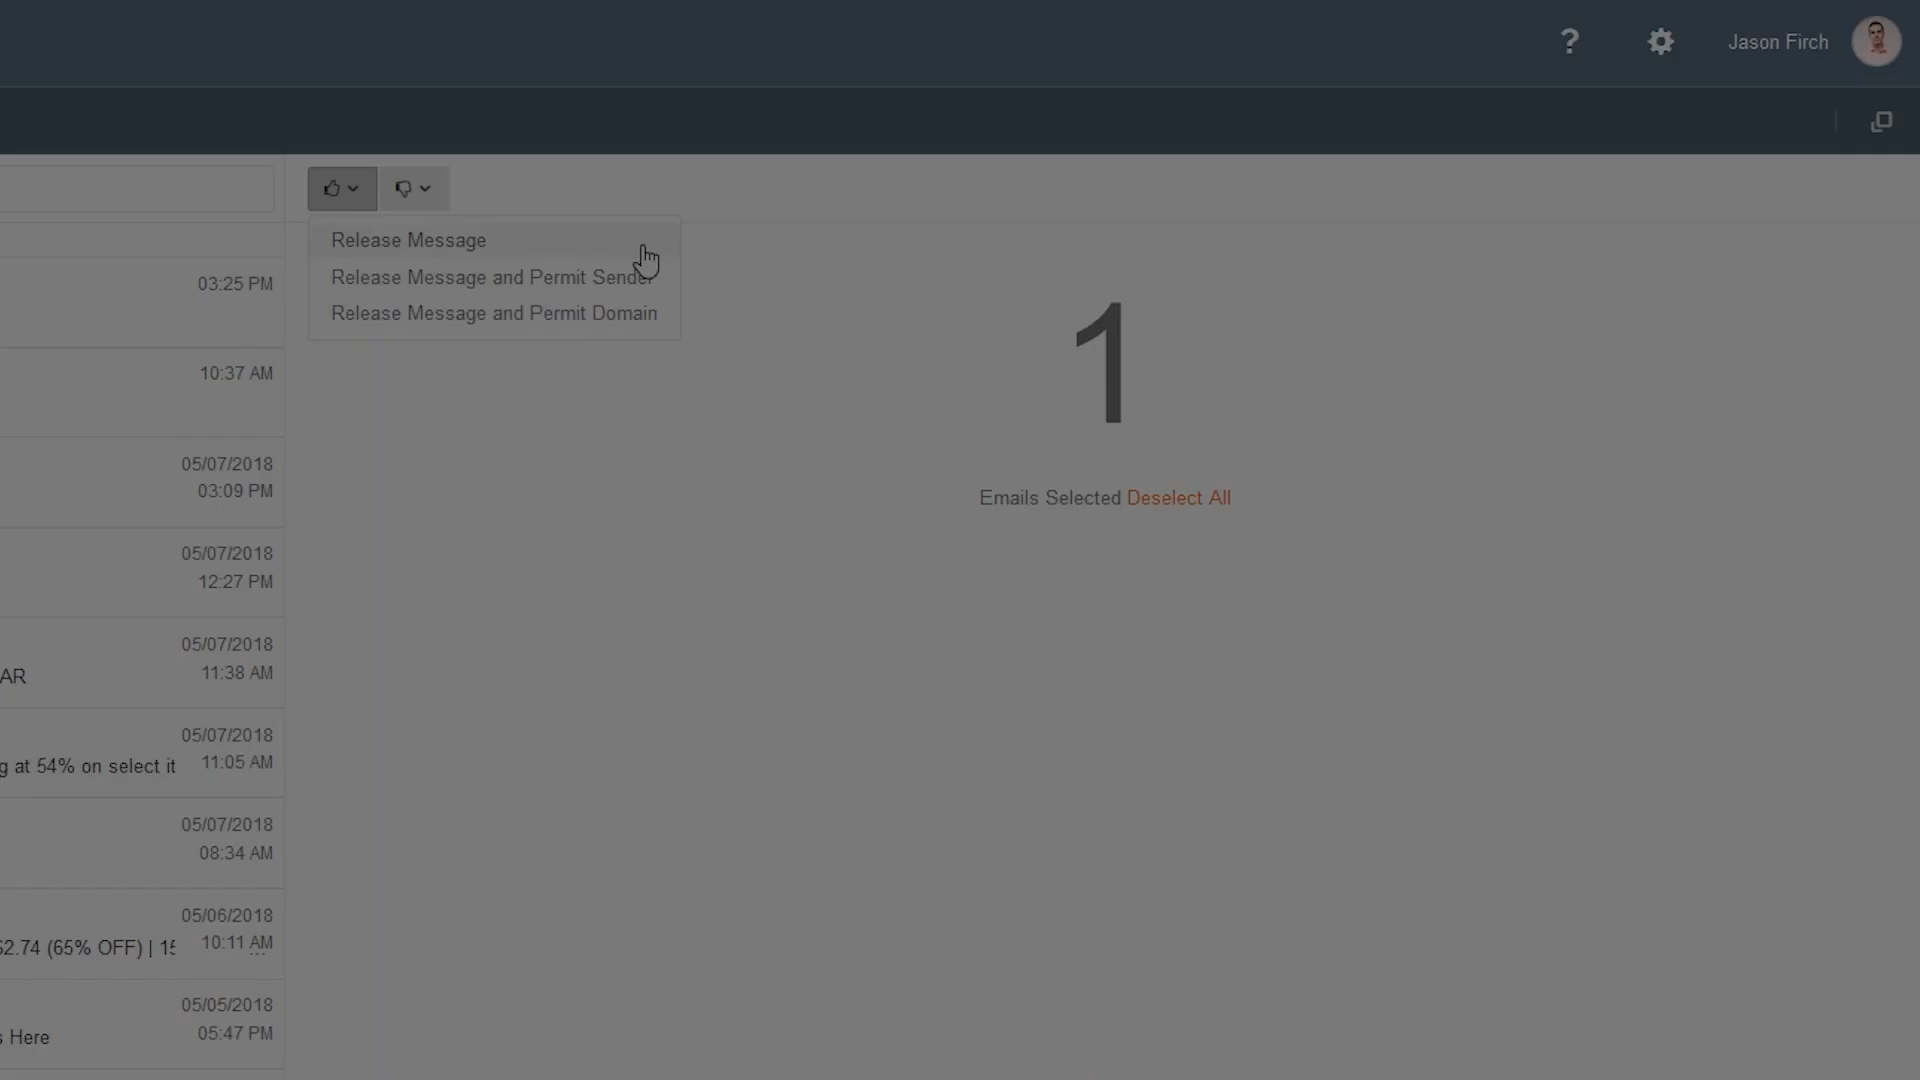 Jason Firch
Release Message
Release Message and Permit Sender
Release Message and Permit Domain
03:25 PM
10:37 AM
05/07/2018
03:09 PM
05/07/2018
12:27 PM
05/07/2018
AR 11:38 AM
05/07/2018
g at 54% on select it 11:05 AM
05/07/2018
08:34 AM
05/06/2018
$2.74 (65% OFF) | 15 10:11 AM
...
05/05/2018
s Here 05:47 PM
1
Emails Selected Deselect All